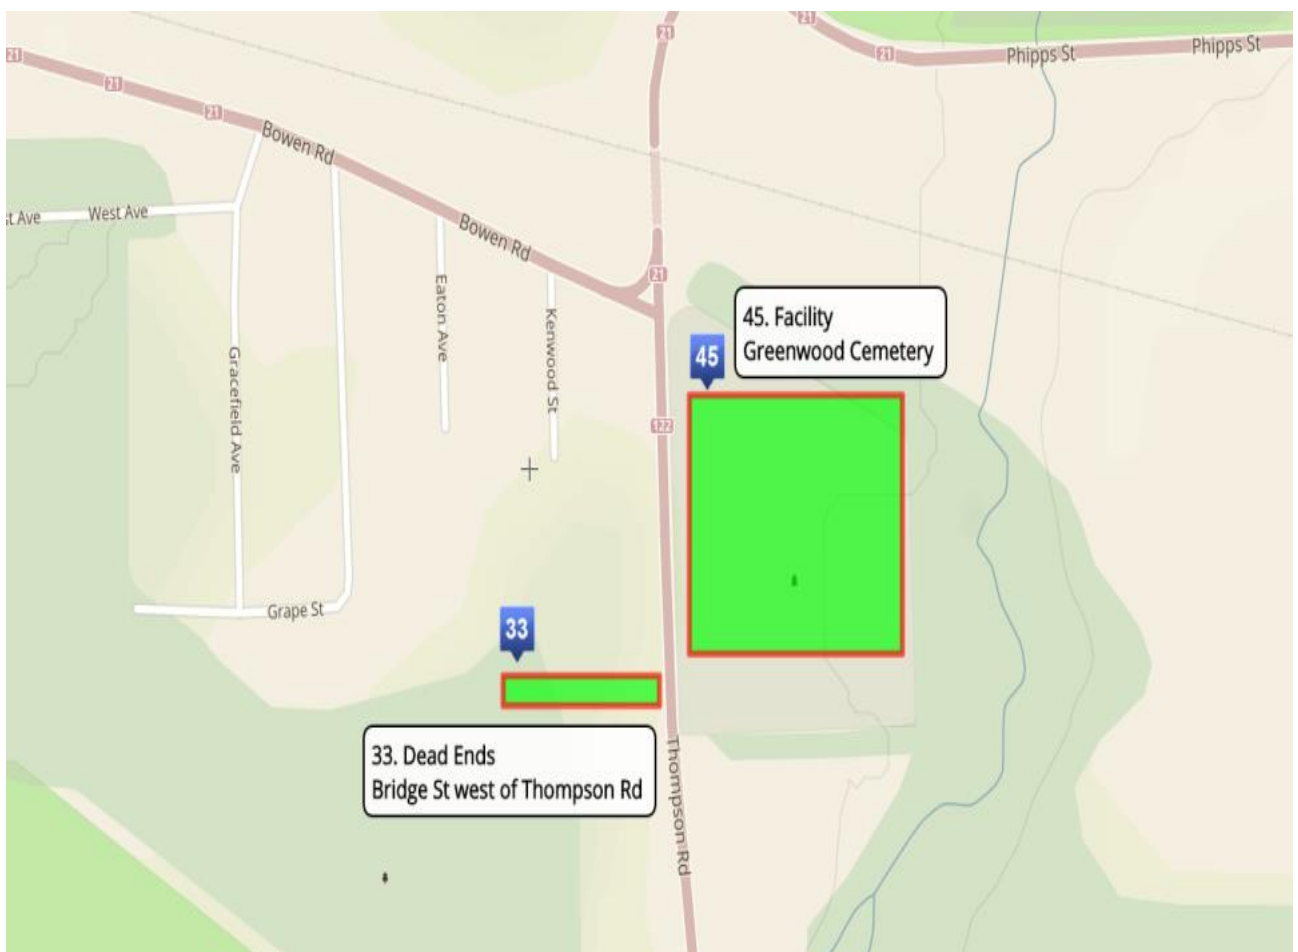 21
21
21
21
21
21
Phipps St
Phipps St
Bowen Rd
st Ave
West Ave
Bowen Rd
21
Eaton Ave
Kenwood St
45. Facility
Greenwood Cemetery
45
Gracefield Ave
122
Grape St
33
33. Dead Ends
Bridge St west of Thompson Rd
Thompson Rd